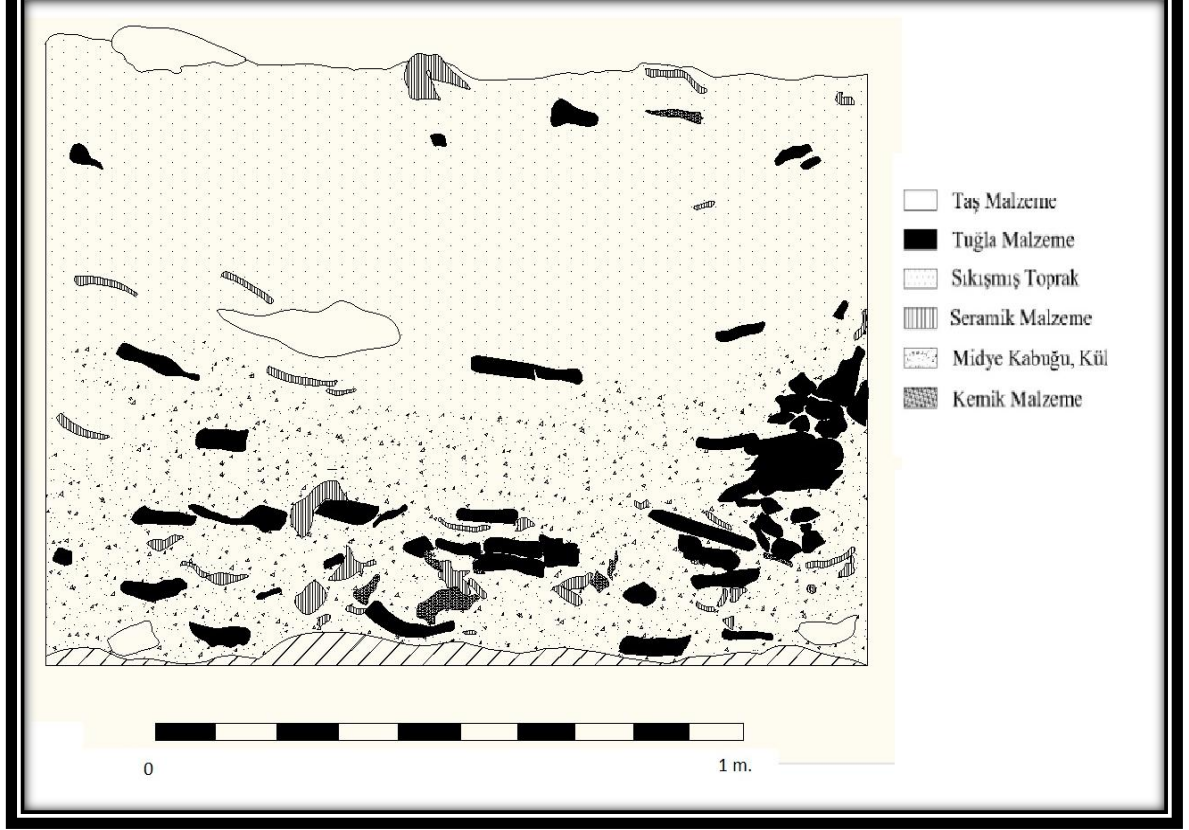 Taş Malzeme
Tuğla Malzeme
Sıkışmış Toprak
Seramik Malzeme
Midye Kabuğu, Kül
Kemik Malzeme
0 1 m.